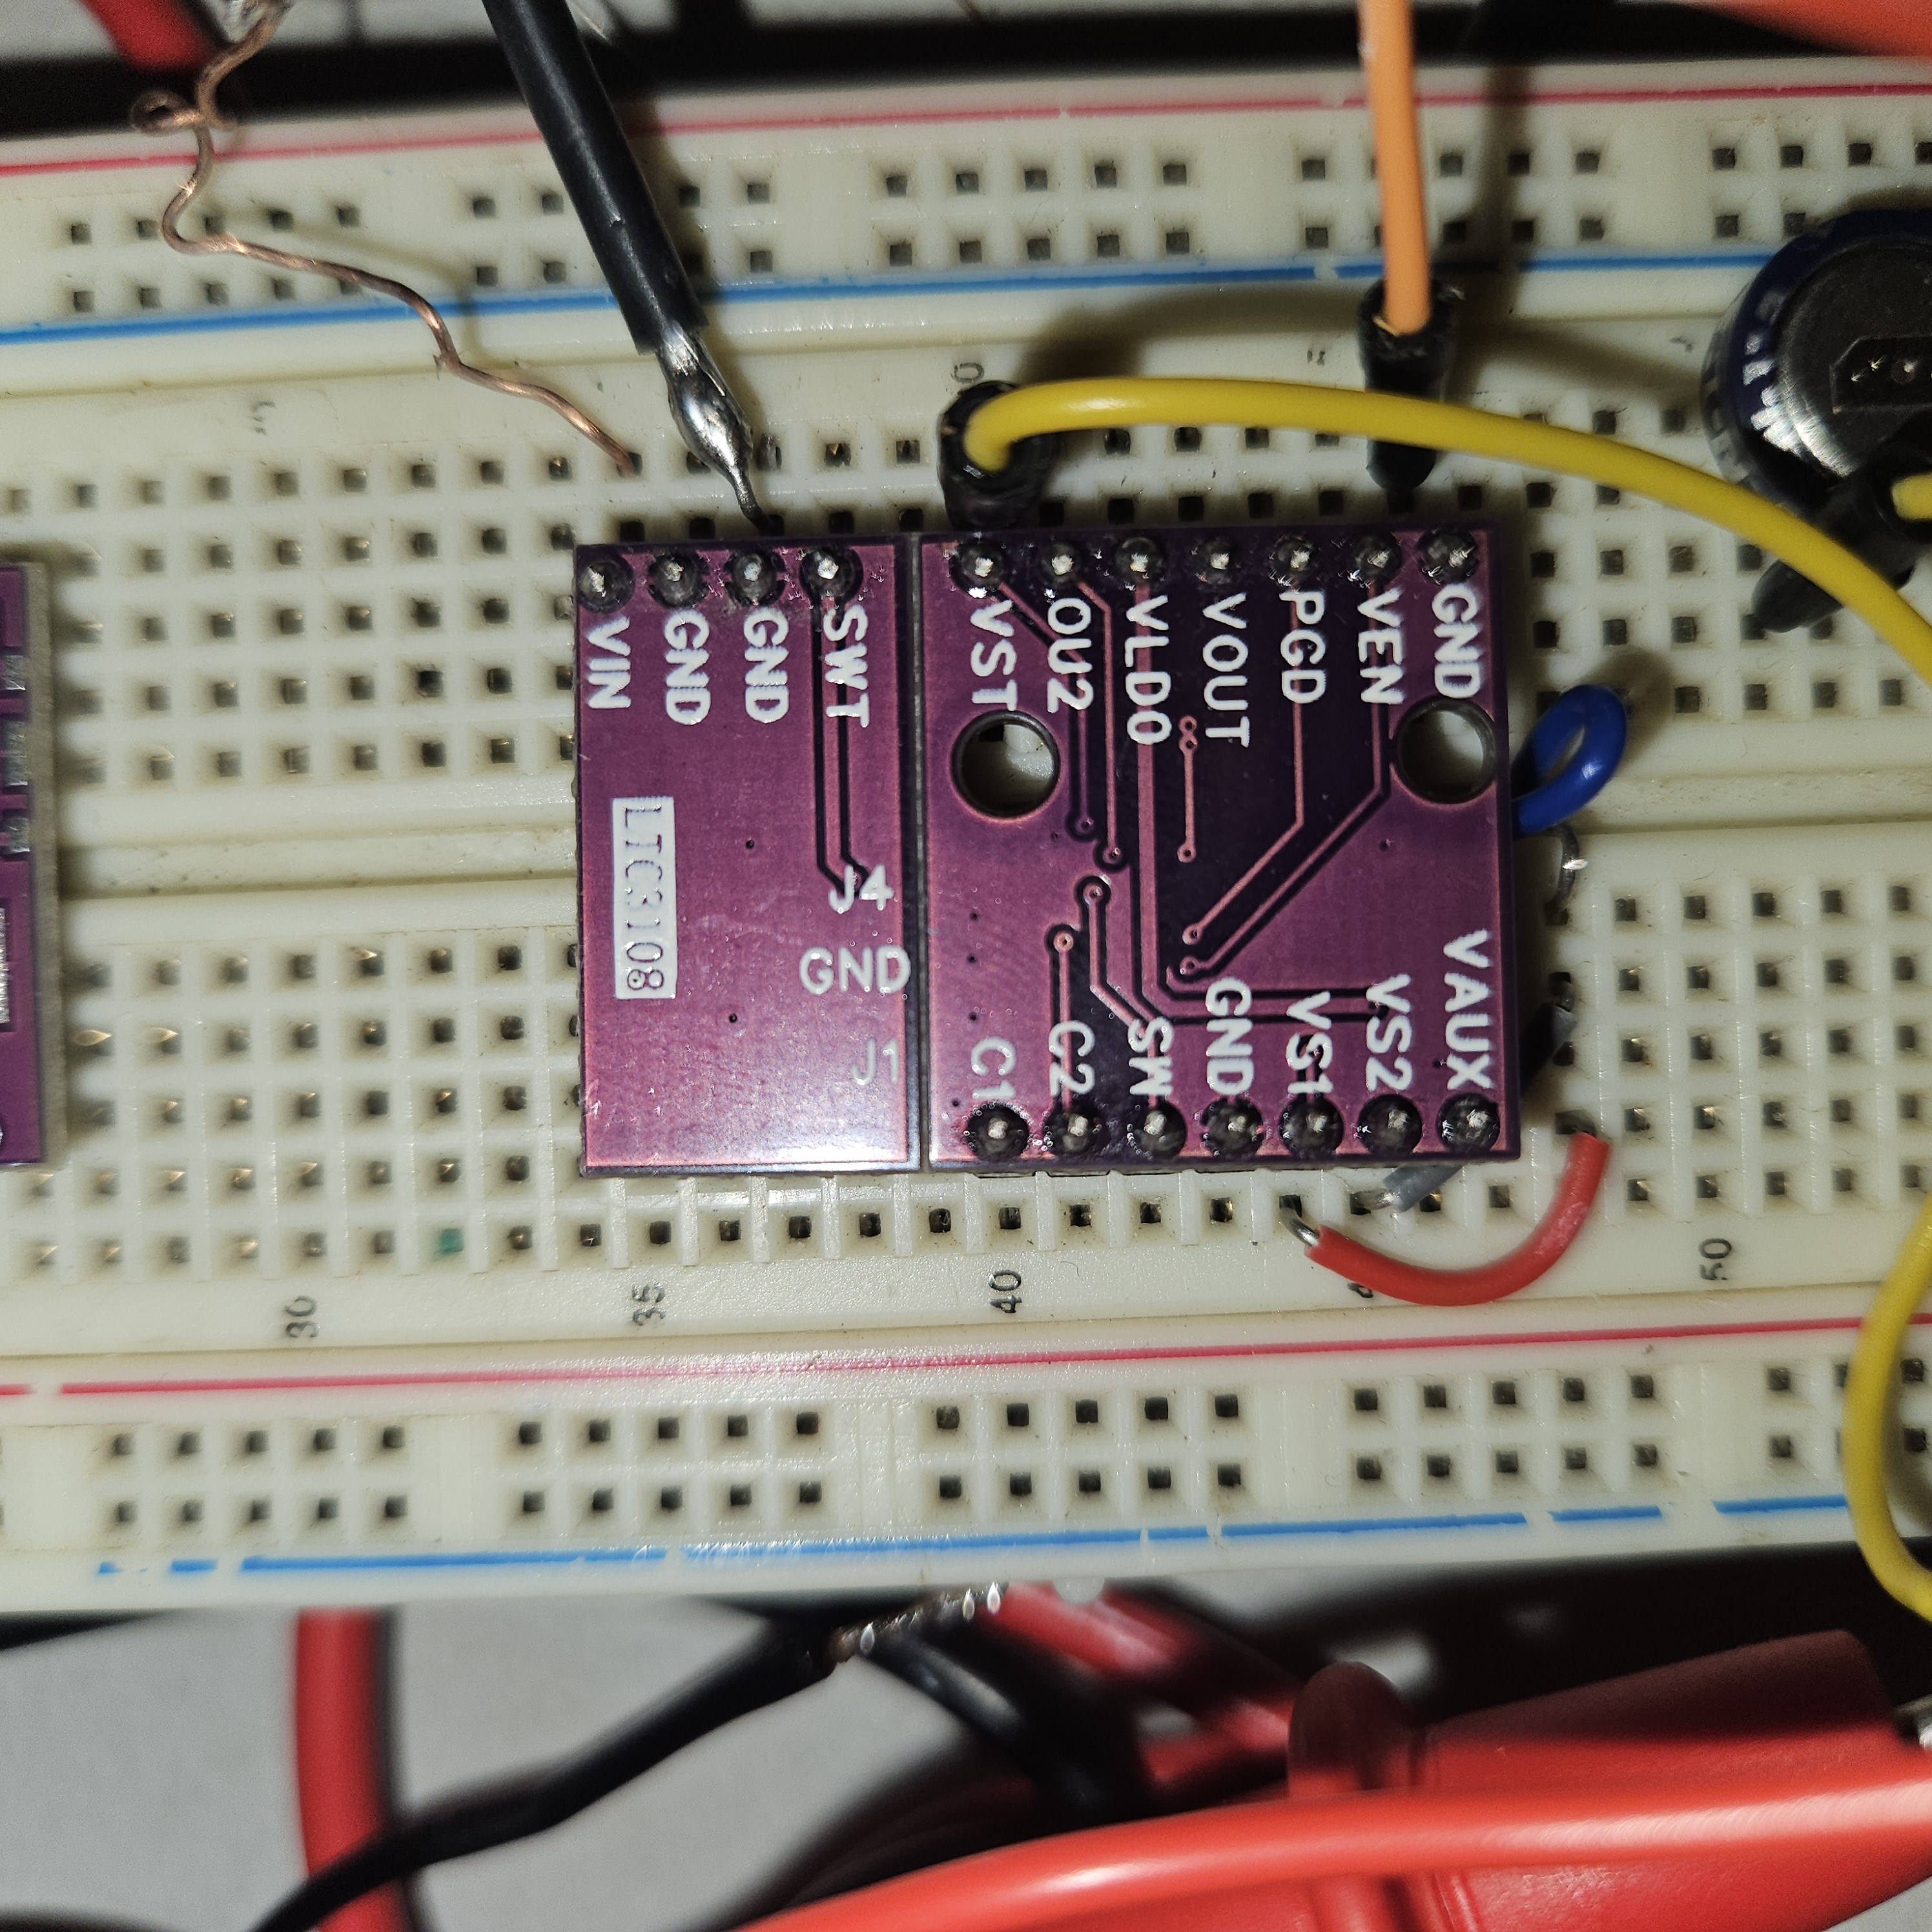 30
35
40
50
LTC3108
VIN
GND
GND
SWT
GND
J4
J1
C1
VST
C2
OU2
SW
VLDO
GND
VOUT
VS1
PGD
VS2
VEN
VAUX
GND